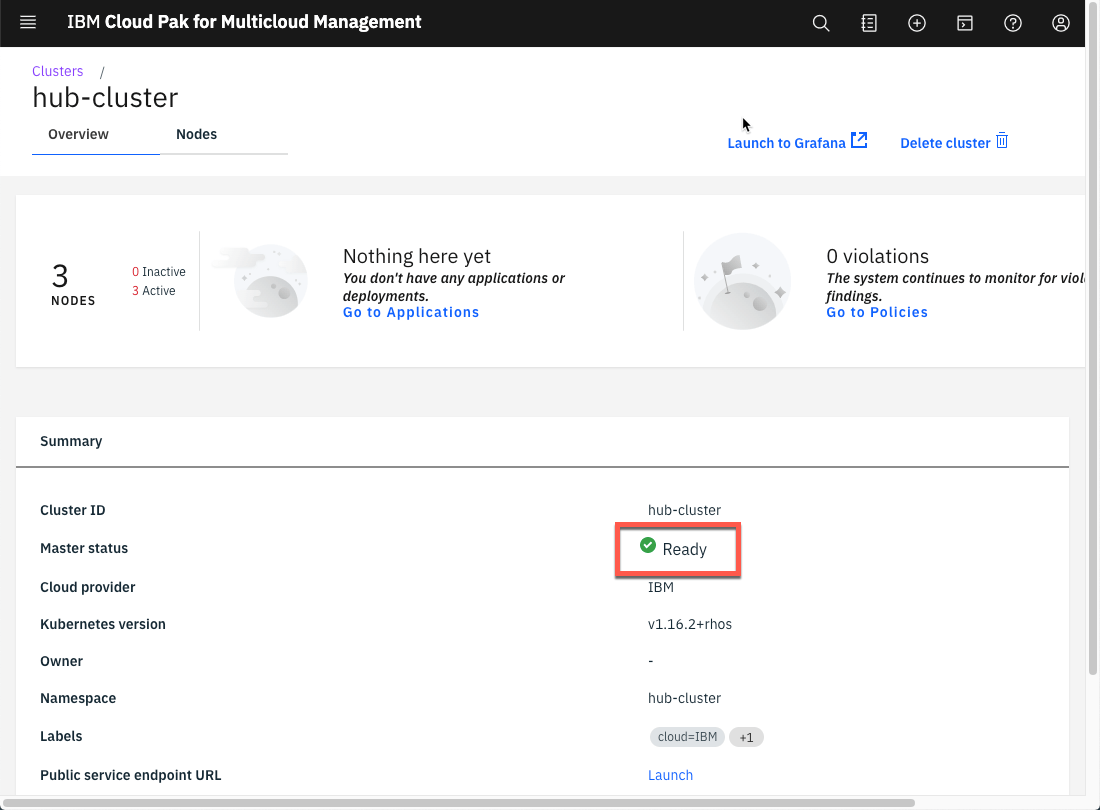 IBM Cloud Pak for Multicloud Management
Clusters /
hub-cluster
Overview Nodes
Launch to Grafana Delete cluster
3
NODES
0 Inactive
3 Active
Nothing here yet
You don't have any applications or
deployments.
Go to Applications
0 violations
The system continues to monitor for
findings.
Go to Policies
Summary
Cluster ID hub-cluster
Master status Ready
Cloud provider IBM
Kubernetes version v1.16.2+rhos
Owner -
Namespace hub-cluster
Labels cloud=IBM +1
Public service endpoint URL Launch